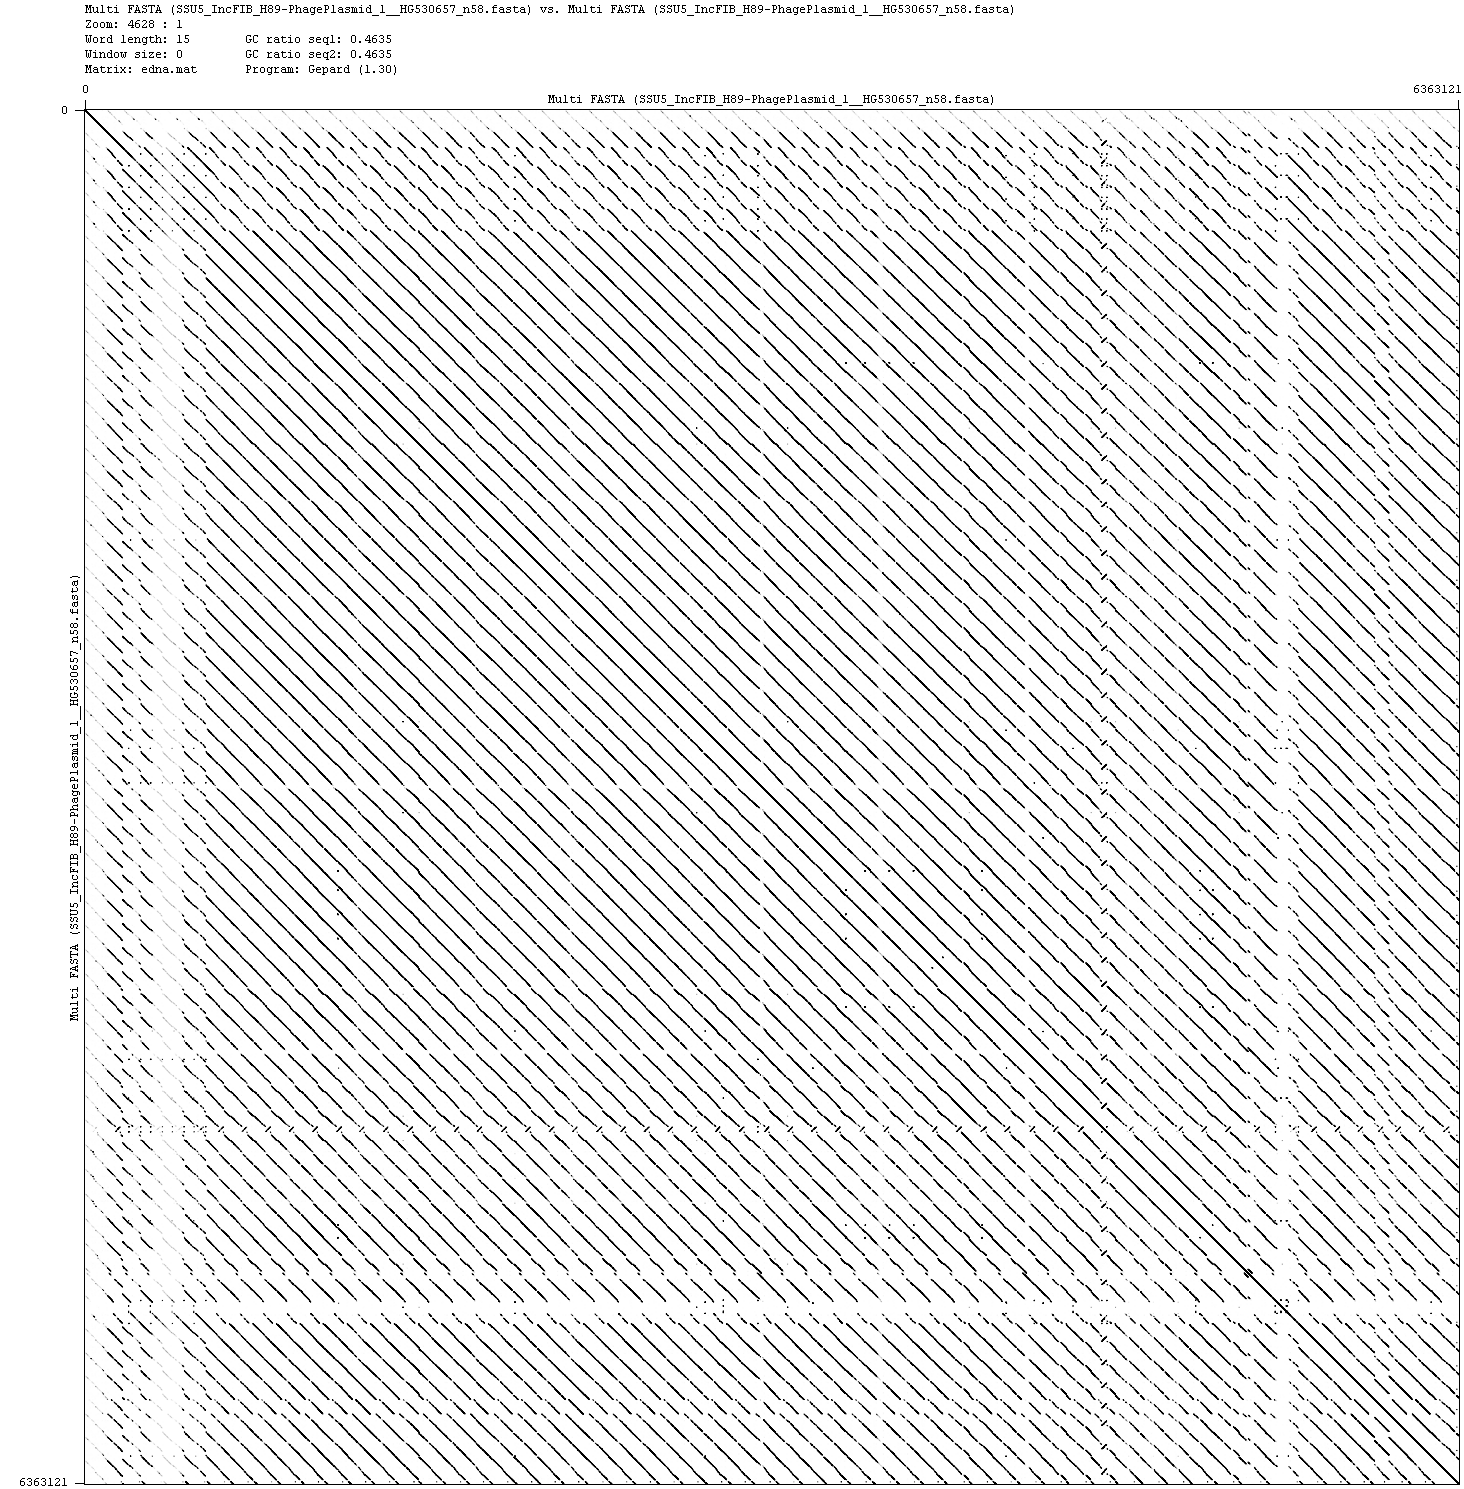 Multi FASTA (SSU5_IncFIB_H89-PhagePlasmid_1__HG530657_n58.fasta) vs. Multi FASTA (SSU5_IncFIB_H89-PhagePlasmid_1__HG530657_n58.fasta)
Zoom: 4628 : 1
Word length: 15 GC ratio seq1: 0.4635
Window size: 0 GC ratio seq2: 0.4635
Matrix: edna.mat Program: Gepard (1.30)
0 6363121
Multi FASTA (SSU5_IncFIB_H89-PhagePlasmid_1__HG530657_n58.fasta)
0
Multi FASTA (SSU5_IncFIB_H89-PhagePlasmid_1__HG530657_n58.fasta)
6363121